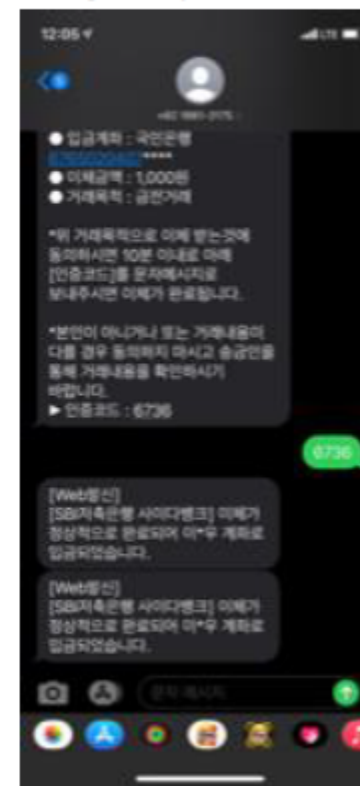 12:05
● 입금계좌 : 국민은행
● 이체금액 : 1,000원
● 거래목적 : 금전거래
*위 거래목적으로 이체 받는것에
동의하시면 10분 이내로 아래
[인증코드]를 문자메시지로
보내주시면 이체가 완료됩니다.
*본인이 아니거나 또는 거래내용이
다를 경우 동의하지 마시고 송금인을
통해 거래내용을 확인하시기
바랍니다.
▶ 인증코드 : 6736
6736
[Web발신]
[SBI저축은행 사이다뱅크] 이체가
정상적으로 완료되어 이*우 계좌로
입금되었습니다.
[Web발신]
[SBI저축은행 사이다뱅크] 이체가
정상적으로 완료되어 이*우 계좌로
입금되었습니다.
문자 메시지